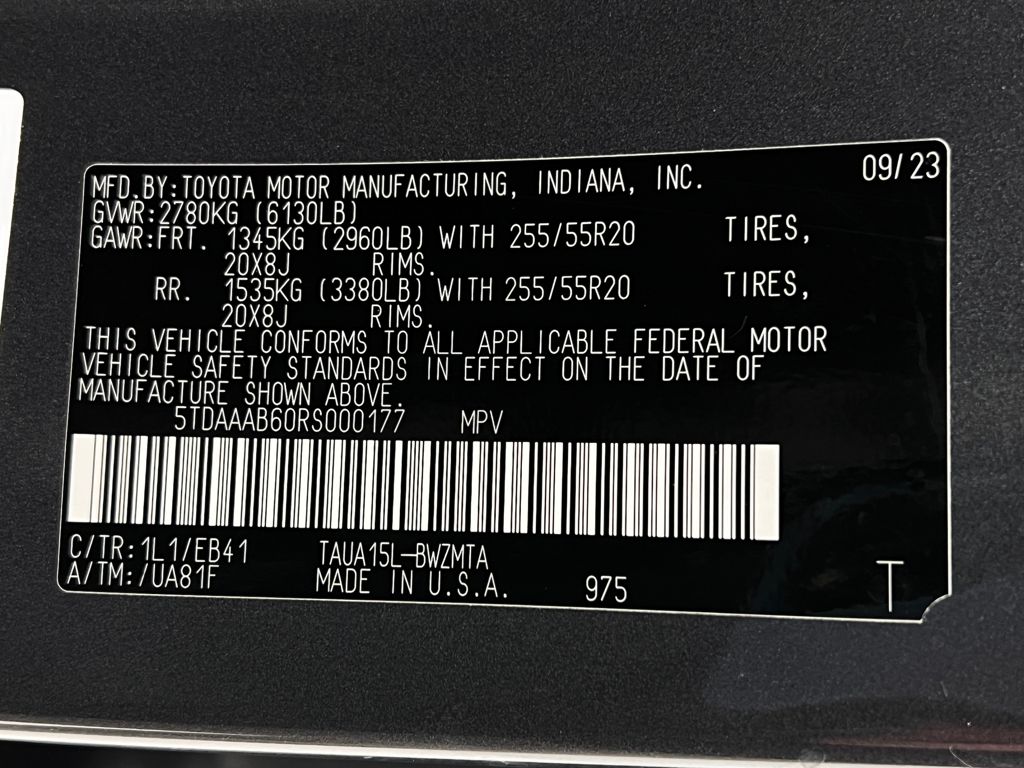 09/23
MFD.BY:TOYOTA MOTOR MANUFACTURING, INDIANA, INC.
GVWR:2780KG (6130LB)
GAWR:FRT. 1345KG (2960LB) WITH 255/55R20 TIRES,
20X8J RIMS.
RR. 1535KG (3380LB) WITH 255/55R20 TIRES,
20X8J RIMS.
THIS VEHICLE CONFORMS TO ALL APPLICABLE FEDERAL MOTOR
VEHICLE SAFETY STANDARDS IN EFFECT ON THE DATE OF
MANUFACTURE SHOWN ABOVE.
5TDAAAB60RS000177 MPV
C/TR:1L1/EB41 TAUA15L-BWZMTA
A/TM:/UA81F MADE IN U.S.A. 975 T